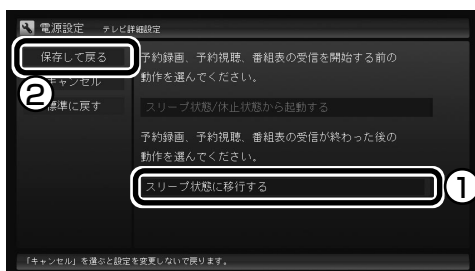 電源設定 テレビ詳細設定
保存して戻る
キャンセル
標準に戻す
予約録画、予約視聴、番組表の受信を開始する前の
動作を選んでください。
スリープ状態/休止状態から起動する
予約録画、予約視聴、番組表の受信が終わった後の
動作を選んでください。
スリープ状態に移行する
①
②
「キャンセル」を選ぶと設定を変更しないで戻ります。